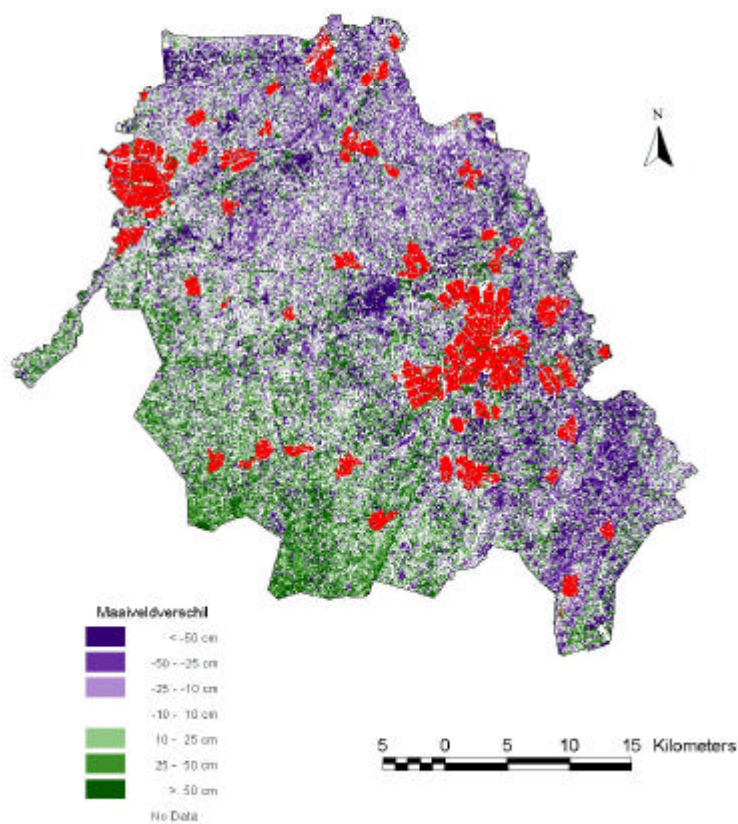 N
Maaiveldverschil
< -50 cm
-50 - -25 cm
-25 - -10 cm
-10 - 10 cm
10 - 25 cm
25 - 50 cm
> 50 cm
No Data
5 0 5 10 15 Kilometers